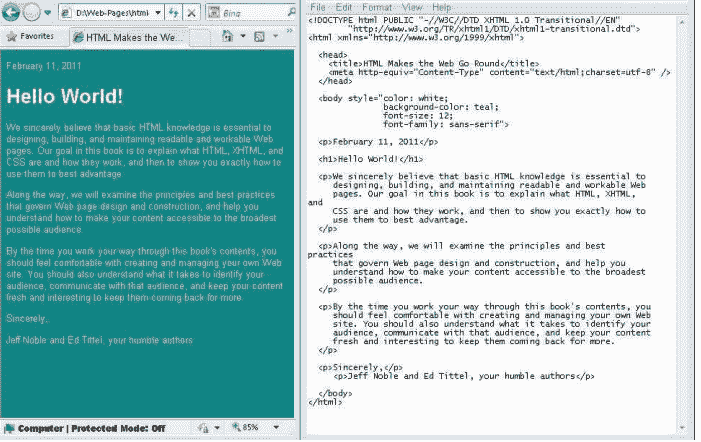 D:\Web-Pages\html
Bing
Favorites
HTML Makes the We...
February 11, 2011
Hello World!
We sincerely believe that basic HTML knowledge is essential to
designing, building, and maintaining readable and workable Web
pages. Our goal in this book is to explain what HTML, XHTML, and
CSS are and how they work, and then to show you exactly how to
use them to best advantage.
Along the way, we will examine the principles and best practices
that govern Web page design and construction, and help you
understand how to make your content accessible to the broadest
possible audience.
By the time you work your way through this book's contents, you
should feel comfortable with creating and managing your own Web
site. You should also understand what it takes to identify your
audience, communicate with that audience, and keep your content
fresh and interesting to keep them coming back for more.
Sincerely,
Jeff Noble and Ed Tittel, your humble authors
Computer | Protected Mode: Off
85%
File Edit Format View Help
<!DOCTYPE html PUBLIC "-//W3C//DTD XHTML 1.0 Transitional//EN"
"http://www.w3.org/TR/xhtml1/DTD/xhtml1-transitional.dtd">
<html xmlns="http://www.w3.org/1999/xhtml">
<head>
<title>HTML Makes the Web Go Round</title>
<meta http-equiv="Content-Type" content="text/html;charset=utf-8" />
</head>
<body style="color: white;
background-color: teal;
font-size: 12;
font-family: sans-serif">
<p>February 11, 2011</p>
<h1>Hello World!</h1>
<p>We sincerely believe that basic HTML knowledge is essential to
designing, building, and maintaining readable and workable Web
pages. Our goal in this book is to explain what HTML, XHTML,
and
CSS are and how they work, and then to show you exactly how to
use them to best advantage.
</p>
<p>Along the way, we will examine the principles and best
practices
that govern Web page design and construction, and help you
understand how to make your content accessible to the broadest
possible audience.
</p>
<p>By the time you work your way through this book's contents, you
should feel comfortable with creating and managing your own Web
site. You should also understand what it takes to identify your
audience, communicate with that audience, and keep your content
fresh and interesting to keep them coming back for more.
</p>
<p>Sincerely,</p>
<p>Jeff Noble and Ed Tittel, your humble authors</p>
</body>
</html>